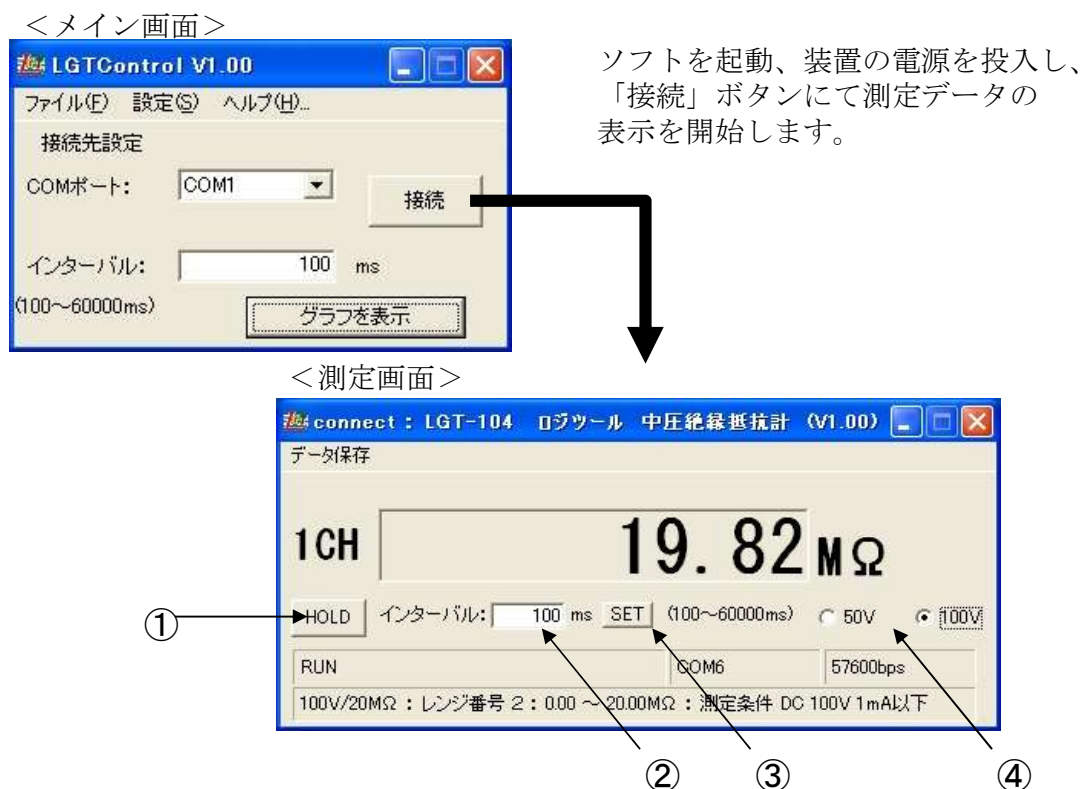 ＜メイン画面＞
LGTControl V1.00
ファイル(F) 設定(S) ヘルプ(H)...
接続先設定
COMポート: COM1
接続
インターバル: 100 ms
(100～60000ms)
グラフを表示
ソフトを起動、装置の電源を投入し、
「接続」ボタンにて測定データの
表示を開始します。
＜測定画面＞
connect : LGT-104 ロジツール 中圧絶縁抵抗計 (V1.00)
データ保存
1CH 19.82 MΩ
①
HOLD インターバル: 100 ms SET (100～60000ms) 50V 100V
RUN COM6 57600bps
100V/20MΩ : レンジ番号 2 : 0.00 ～ 20.00MΩ : 測定条件 DC 100V 1mA以下
② ③ ④